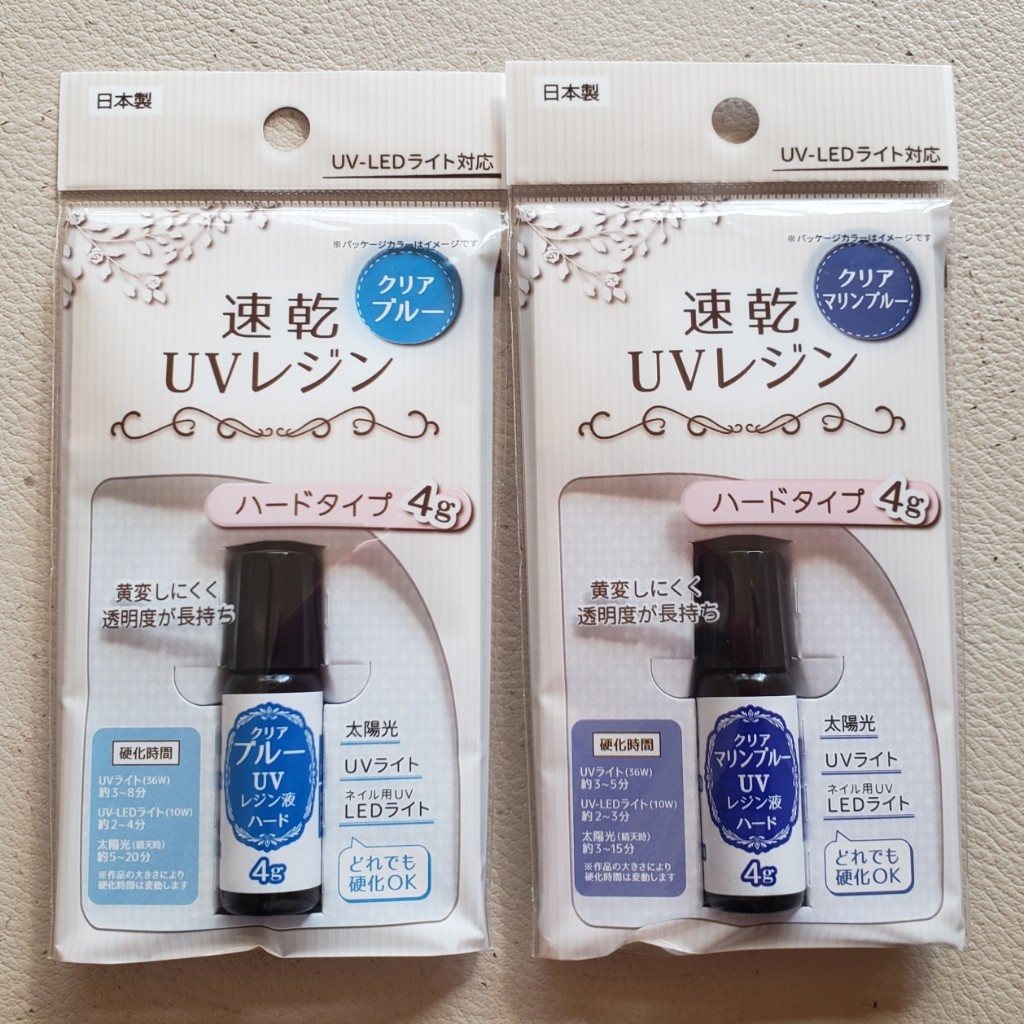 日本製
UV-LEDライト対応
※パッケージカラーはイメージです
クリア
ブルー
速乾
UVレジン
ハードタイプ 4g
黄変しにくく
透明度が長持ち
硬化時間
UVライト(36W)
約3~8分
UV-LEDライト(10W)
約2~4分
太陽光(晴天時)
約5~20分
※作品の大きさにより
硬化時間は変動します
クリア
ブルー
UV
レジン液
ハード
4g
太陽光
UVライト
ネイル用UV
LEDライト
どれでも
硬化OK
日本製
UV-LEDライト対応
※パッケージカラーはイメージです
クリア
マリンブルー
速乾
UVレジン
ハードタイプ 4g
黄変しにくく
透明度が長持ち
硬化時間
UVライト(36W)
約3~5分
UV-LEDライト(10W)
約2~3分
太陽光(晴天時)
約3~15分
※作品の大きさにより
硬化時間は変動します
クリア
マリンブルー
UV
レジン液
ハード
4g
太陽光
UVライト
ネイル用UV
LEDライト
どれでも
硬化OK